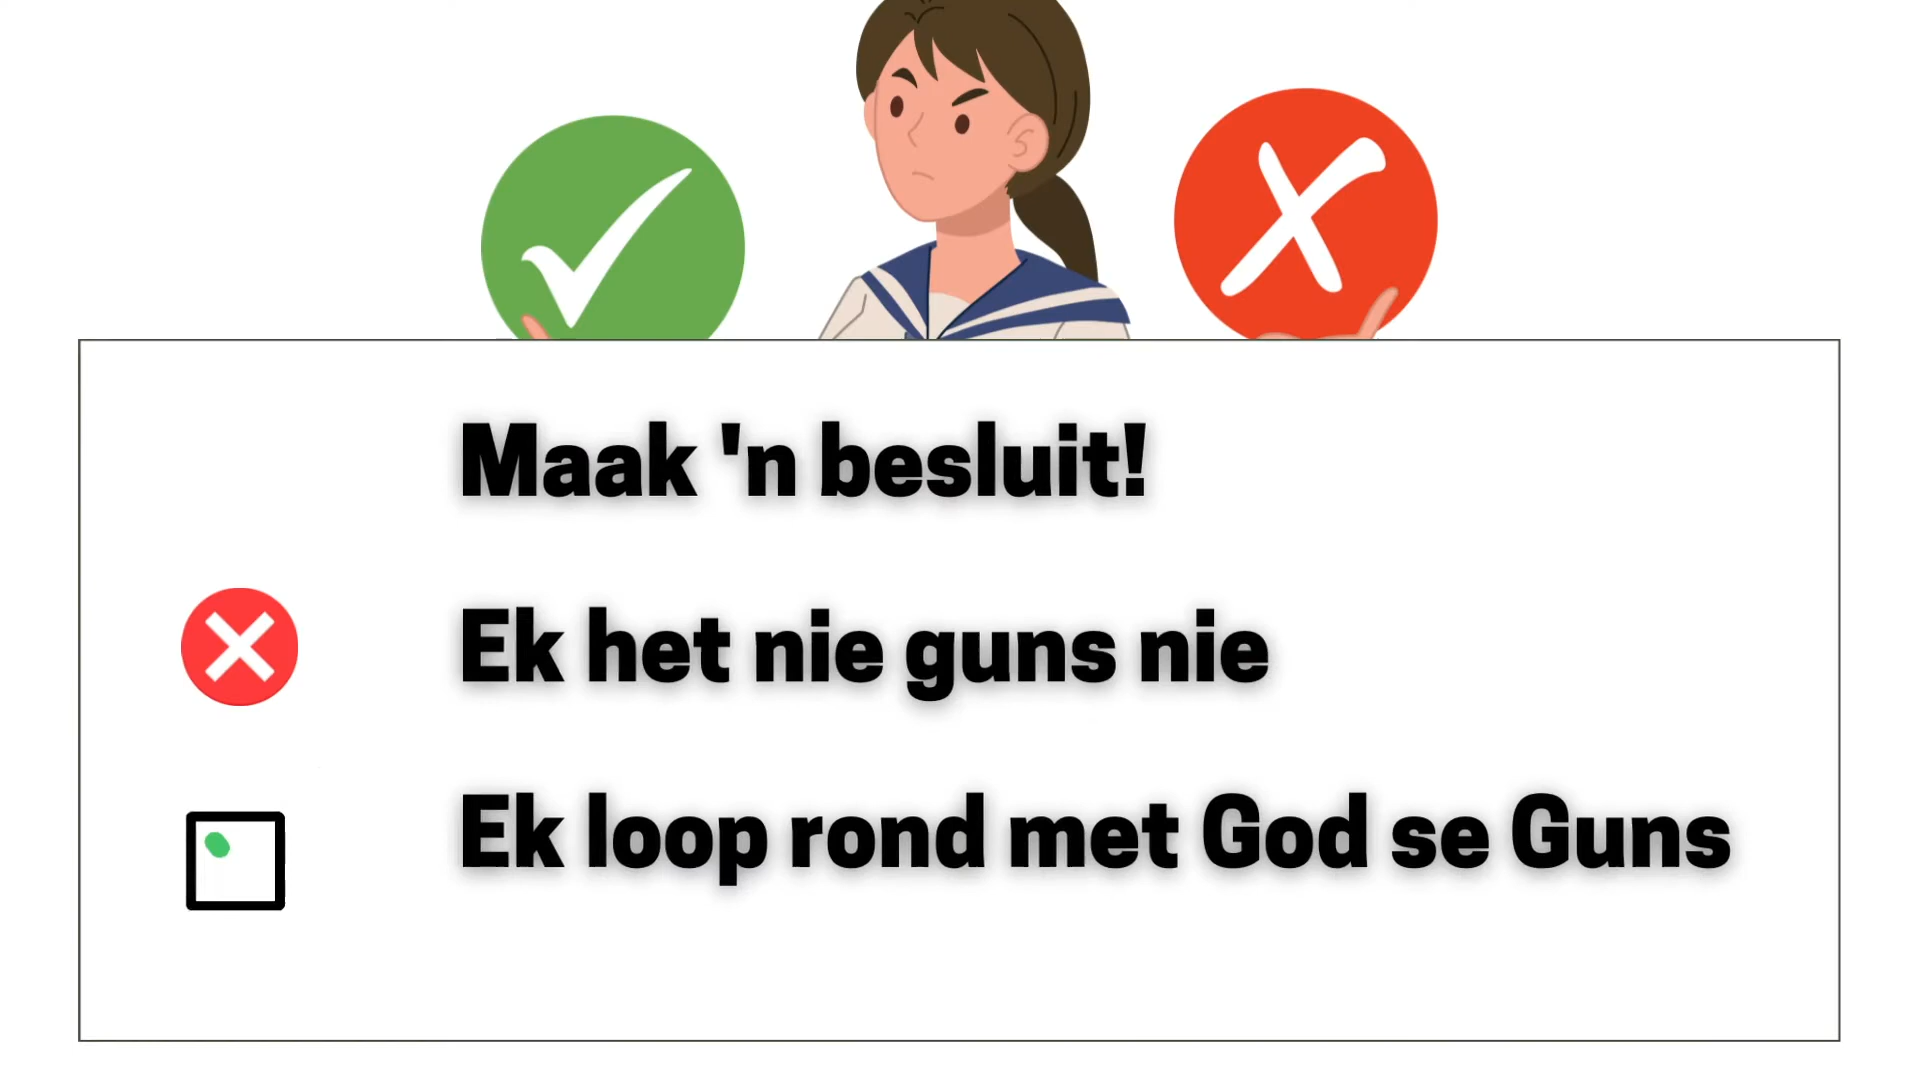 Maak 'n besluit!
Ek het nie guns nie
Ek loop rond met God se Guns